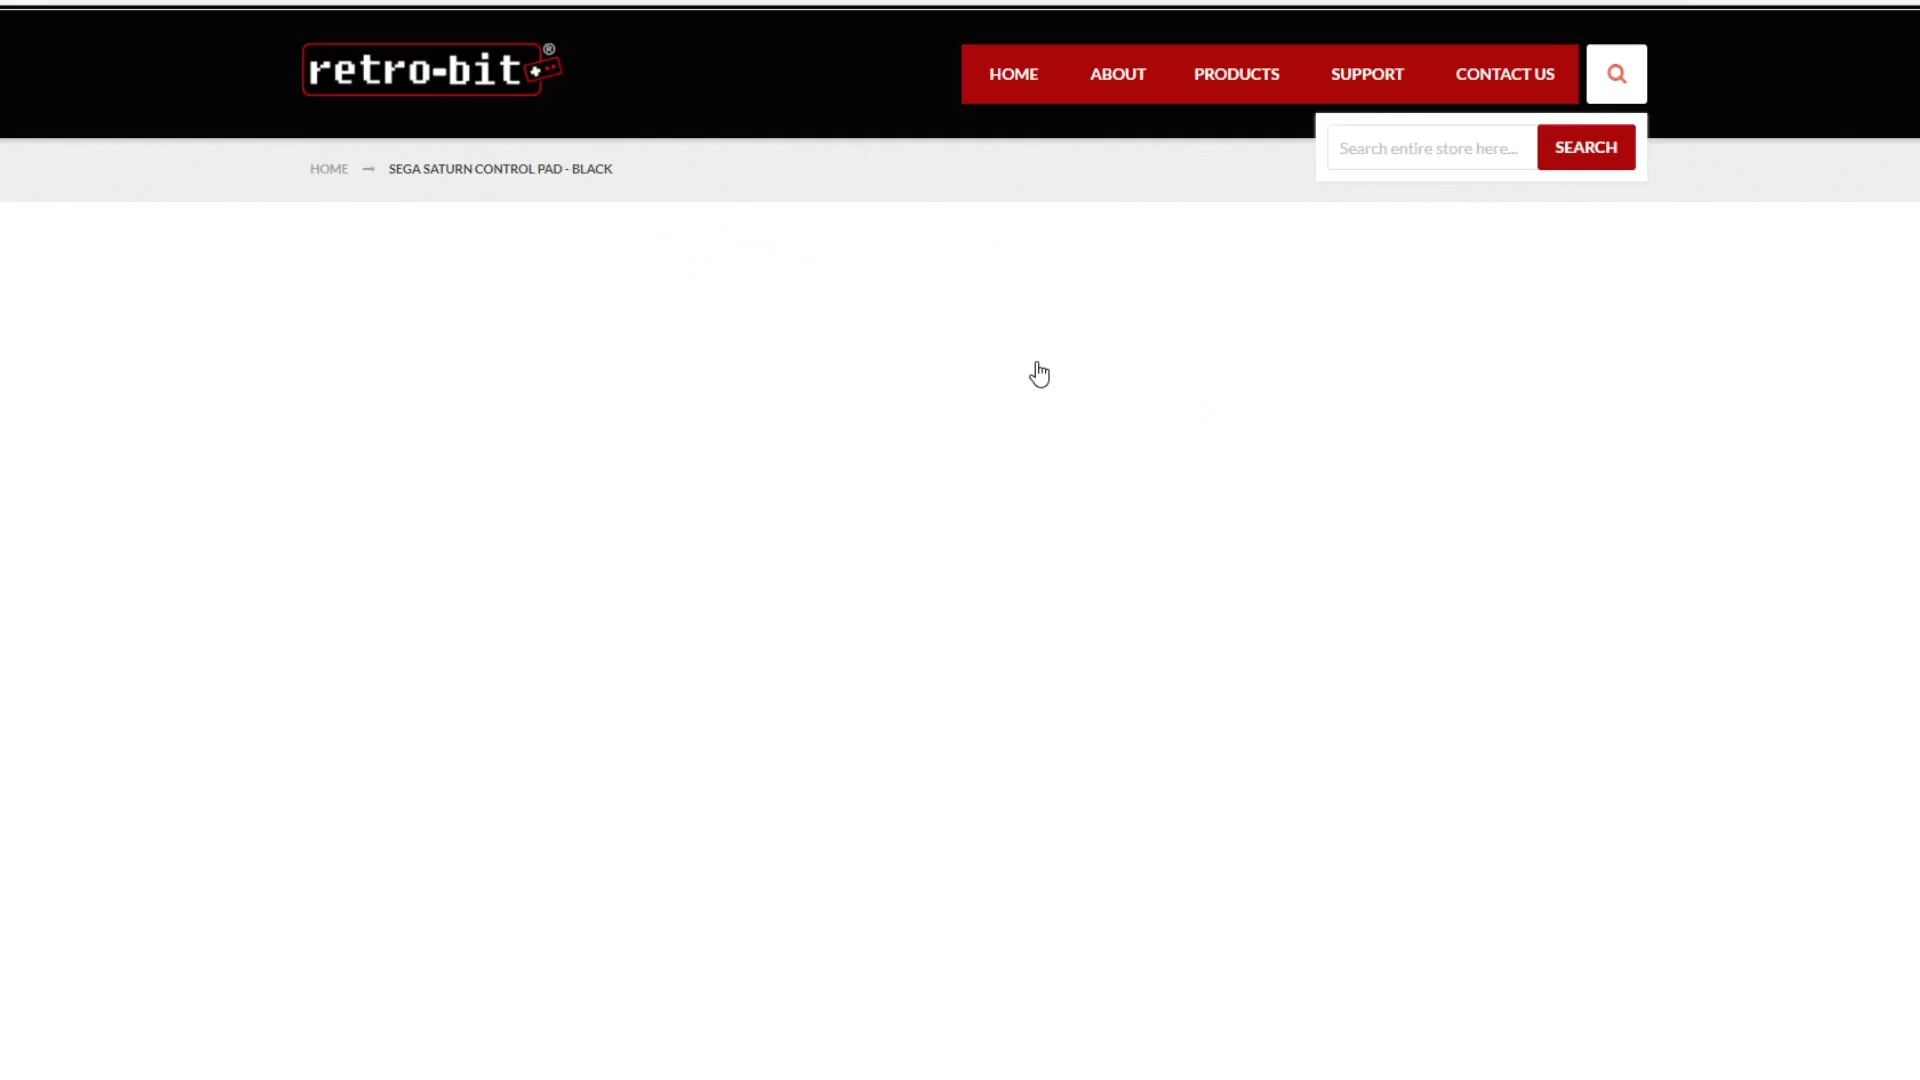 retro-bit®
HOME ABOUT PRODUCTS SUPPORT CONTACT US
Search entire store here... SEARCH
HOME → SEGA SATURN CONTROL PAD - BLACK